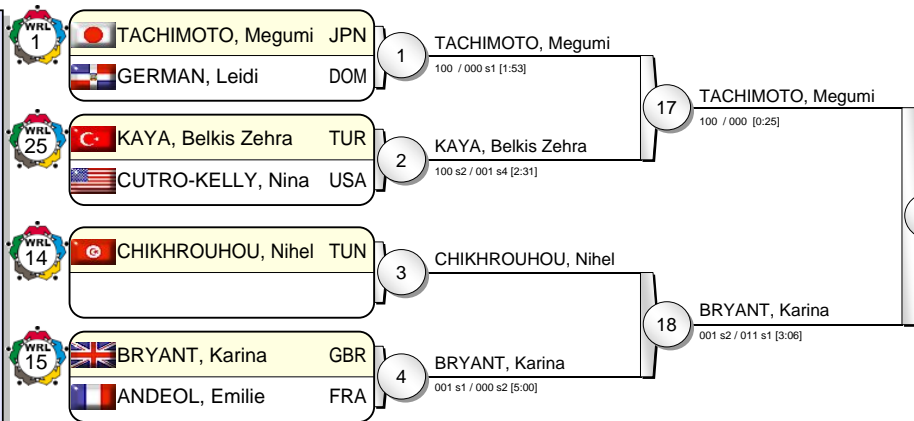 WRL
1
TACHIMOTO, Megumi JPN
GERMAN, Leidi DOM
1
TACHIMOTO, Megumi
100 / 000 s1 [1:53]
17
TACHIMOTO, Megumi
100 / 000 [0:25]
WRL
25
KAYA, Belkis Zehra TUR
CUTRO-KELLY, Nina USA
2
KAYA, Belkis Zehra
100 s2 / 001 s4 [2:31]
WRL
14
CHIKHROUHOU, Nihel TUN
3
CHIKHROUHOU, Nihel
18
BRYANT, Karina
001 s2 / 011 s1 [3:06]
WRL
15
BRYANT, Karina GBR
ANDEOL, Emilie FRA
4
BRYANT, Karina
001 s1 / 000 s2 [5:00]